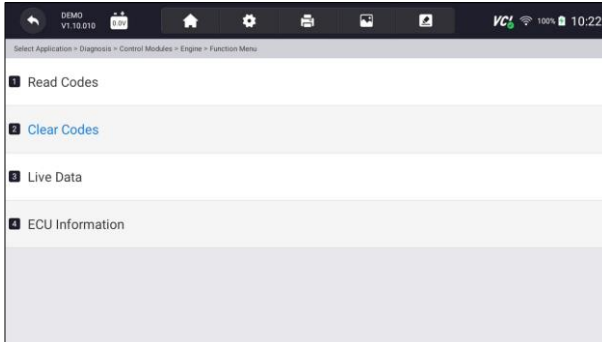 DEMO
V1.10.010
0.0V
VCI 100% 10:22
Select Application > Diagnosis > Control Modules > Engine > Function Menu
1 Read Codes
2 Clear Codes
3 Live Data
4 ECU Information